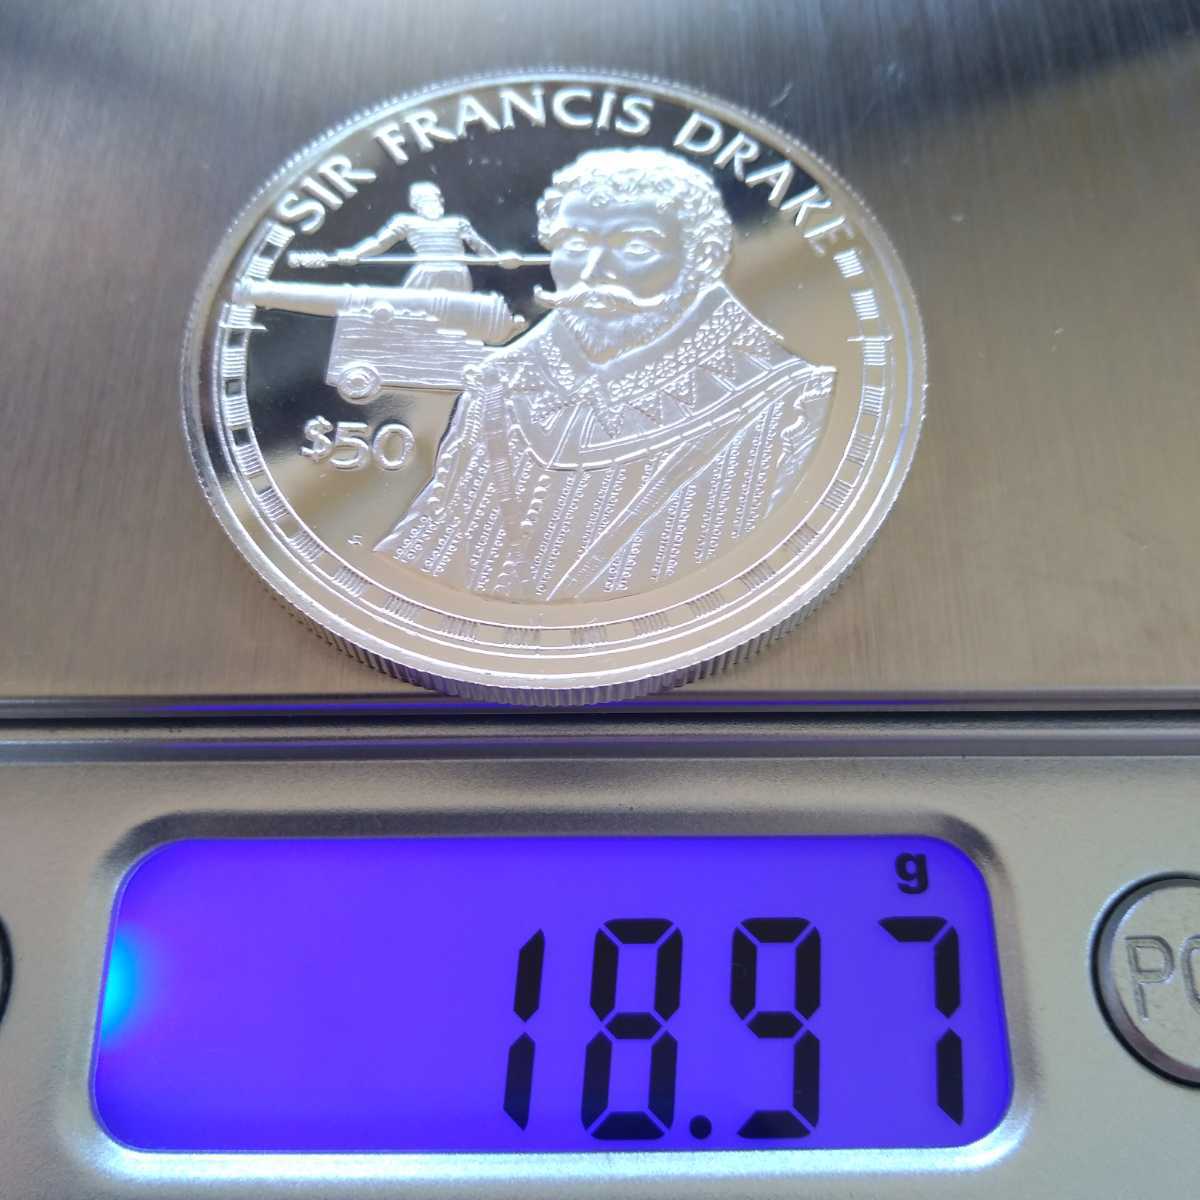 SIR FRANCIS DRAKE
$50
g
18.97